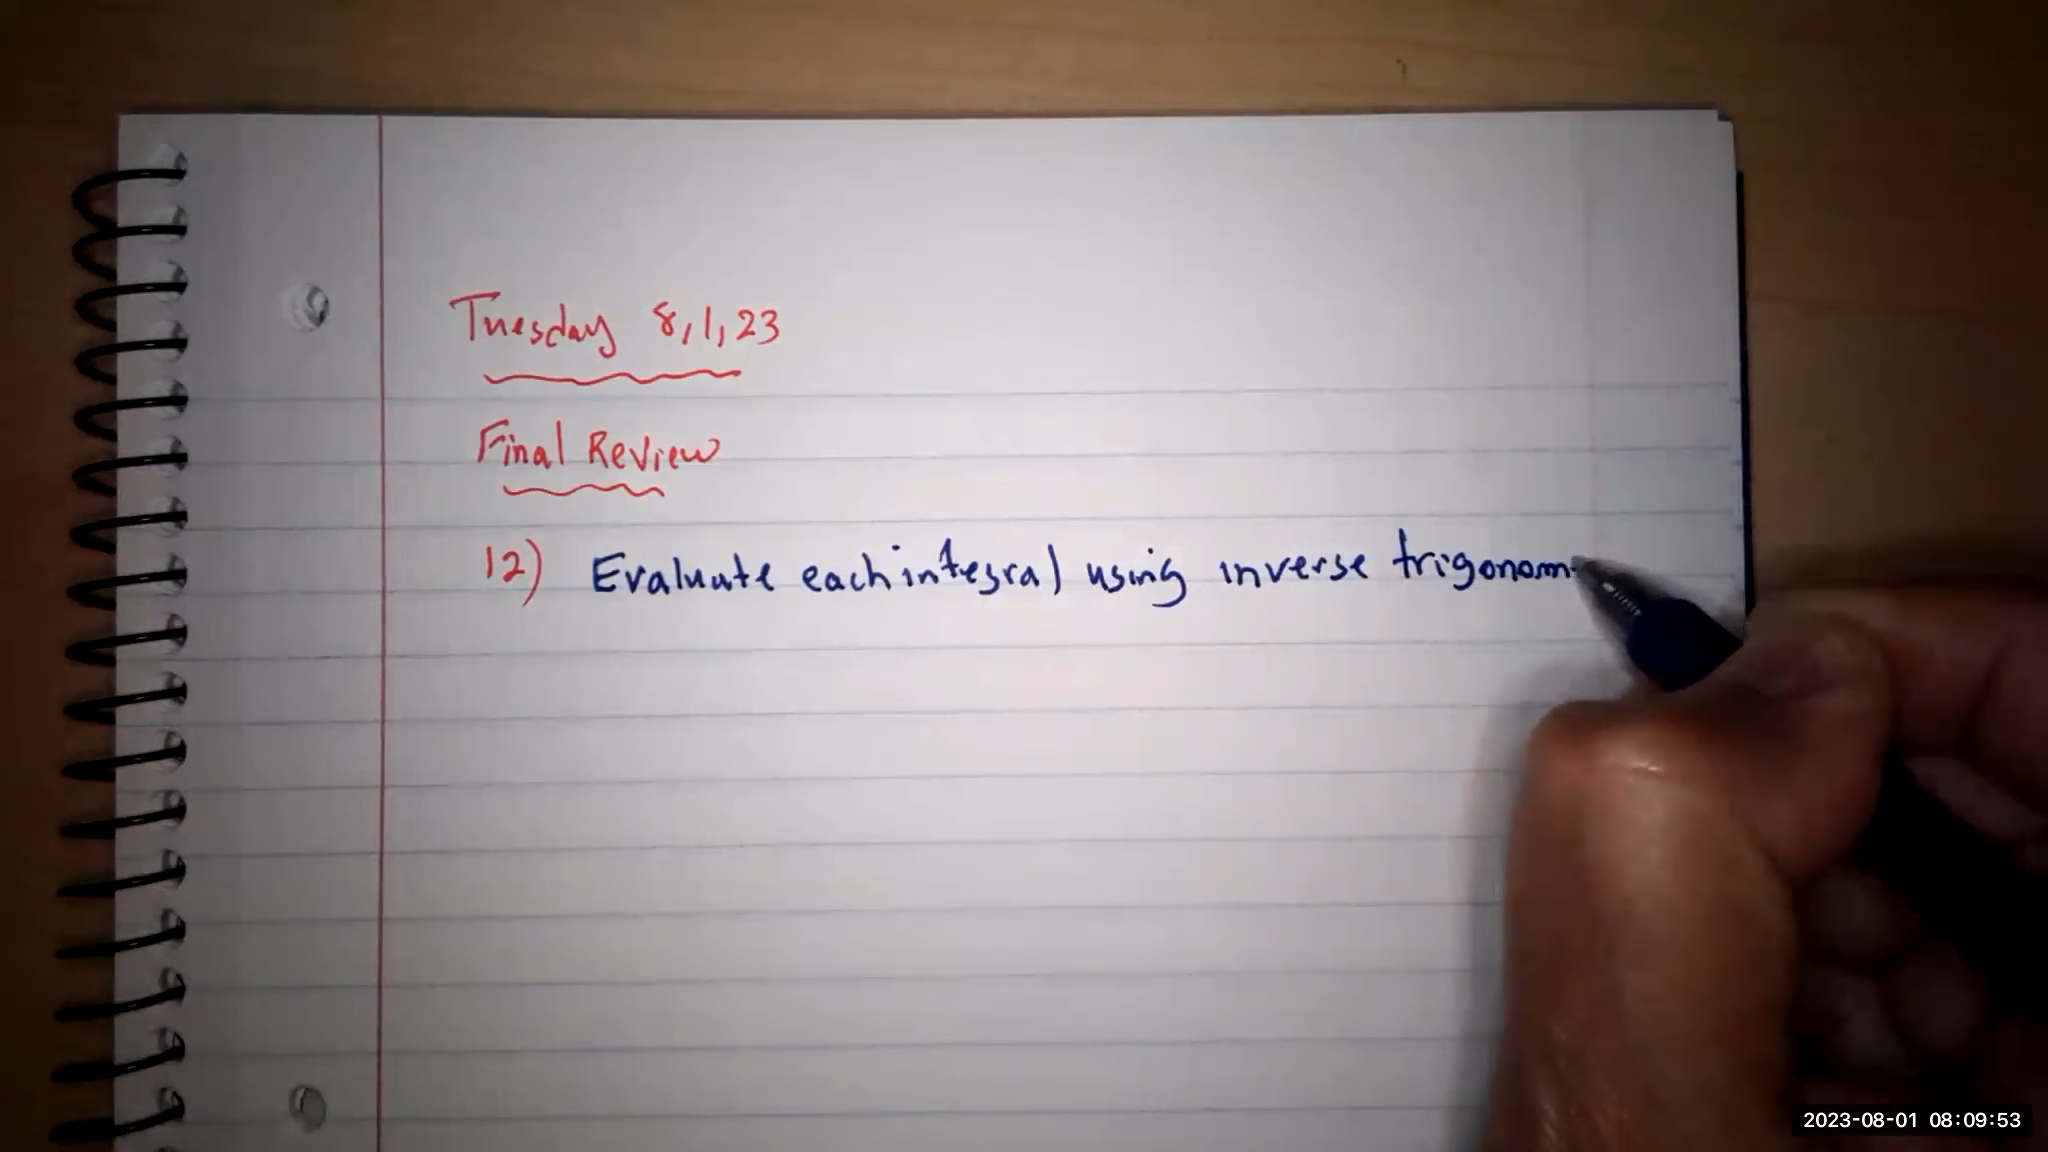 Tuesday 8,1,23
Final Review
12) Evaluate each integral using inverse trigonom
2023-08-01 08:09:53